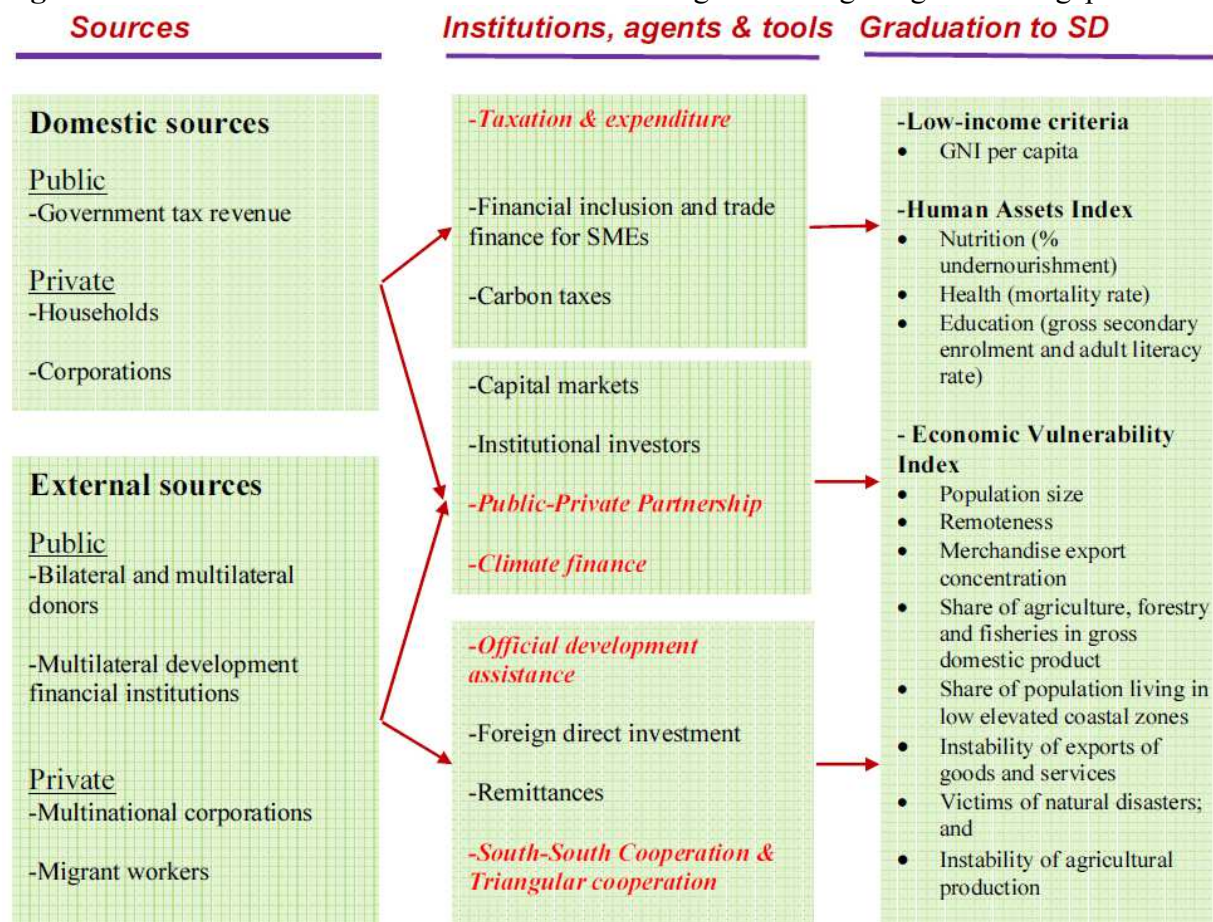 Sources
Institutions, agents & tools
Graduation to SD
Domestic sources
Public
-Government tax revenue
Private
-Households
-Corporations
External sources
Public
-Bilateral and multilateral
donors
-Multilateral development
financial institutions
Private
-Multinational corporations
-Migrant workers
-Taxation & expenditure
-Financial inclusion and trade
finance for SMEs
-Carbon taxes
-Capital markets
-Institutional investors
-Public-Private Partnership
-Climate finance
-Official development
assistance
-Foreign direct investment
-Remittances
-South-South Cooperation &
Triangular cooperation
-Low-income criteria
• GNI per capita
-Human Assets Index
• Nutrition (%
undernourishment)
• Health (mortality rate)
• Education (gross secondary
enrolment and adult literacy
rate)
- Economic Vulnerability
Index
• Population size
• Remoteness
• Merchandise export
concentration
• Share of agriculture, forestry
and fisheries in gross
domestic product
• Share of population living in
low elevated coastal zones
• Instability of exports of
goods and services
• Victims of natural disasters;
and
• Instability of agricultural
production